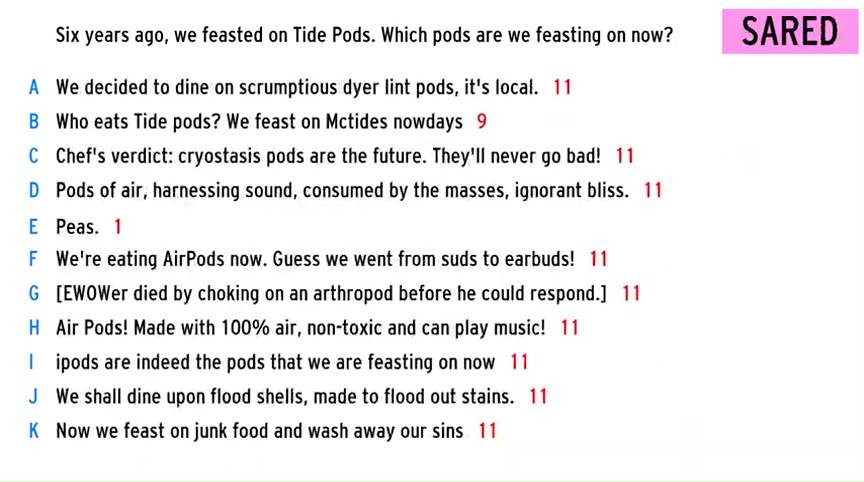 Six years ago, we feasted on Tide Pods. Which pods are we feasting on now?
SARED
A We decided to dine on scrumptious dyer lint pods, it's local. 11
B Who eats Tide pods? We feast on Mctides nowdays 9
C Chef's verdict: cryostasis pods are the future. They'll never go bad! 11
D Pods of air, harnessing sound, consumed by the masses, ignorant bliss. 11
E Peas. 1
F We're eating AirPods now. Guess we went from suds to earbuds! 11
G [EWOWer died by choking on an arthropod before he could respond.] 11
H Air Pods! Made with 100% air, non-toxic and can play music! 11
I ipods are indeed the pods that we are feasting on now 11
J We shall dine upon flood shells, made to flood out stains. 11
K Now we feast on junk food and wash away our sins 11